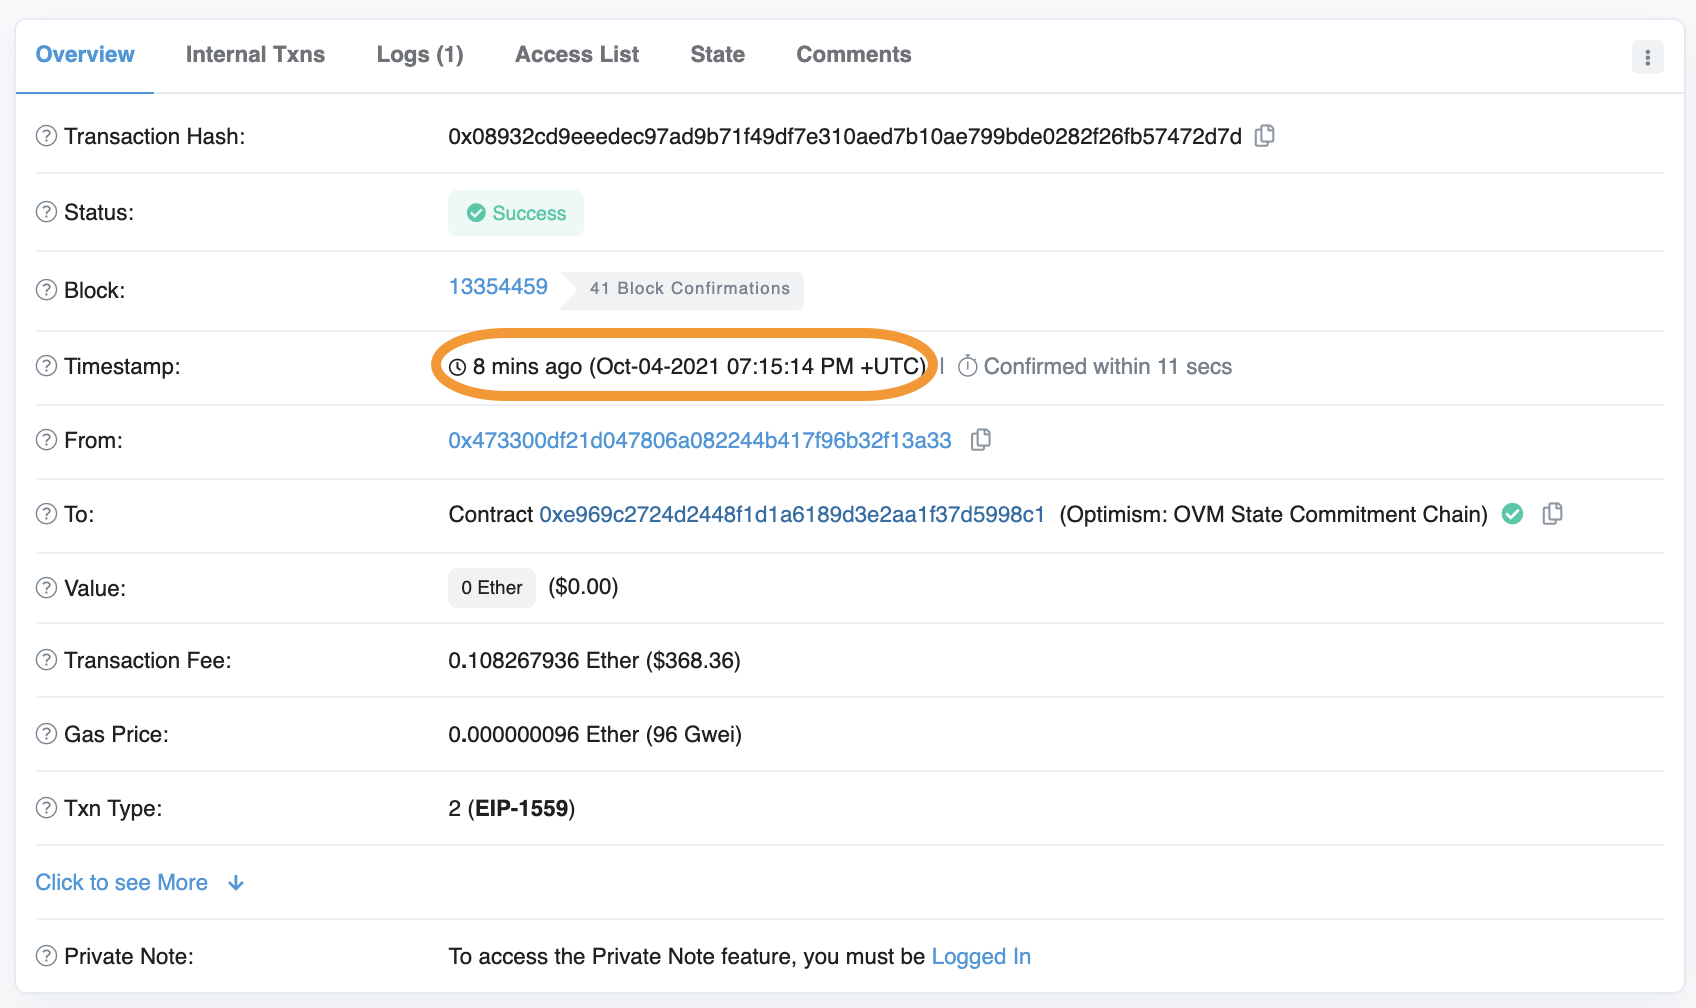 Overview Internal Txns Logs (1) Access List State Comments
Transaction Hash: 0x08932cd9eeedec97ad9b71f49df7e310aed7b10ae799bde0282f26fb57472d7d
Status: Success
Block: 13354459 41 Block Confirmations
Timestamp: 8 mins ago (Oct-04-2021 07:15:14 PM +UTC) | Confirmed within 11 secs
From: 0x473300df21d047806a082244b417f96b32f13a33
To: Contract 0xe969c2724d2448f1d1a6189d3e2aa1f37d5998c1 (Optimism: OVM State Commitment Chain)
Value: 0 Ether ($0.00)
Transaction Fee: 0.108267936 Ether ($368.36)
Gas Price: 0.000000096 Ether (96 Gwei)
Txn Type: 2 (EIP-1559)
Click to see More
Private Note: To access the Private Note feature, you must be Logged In